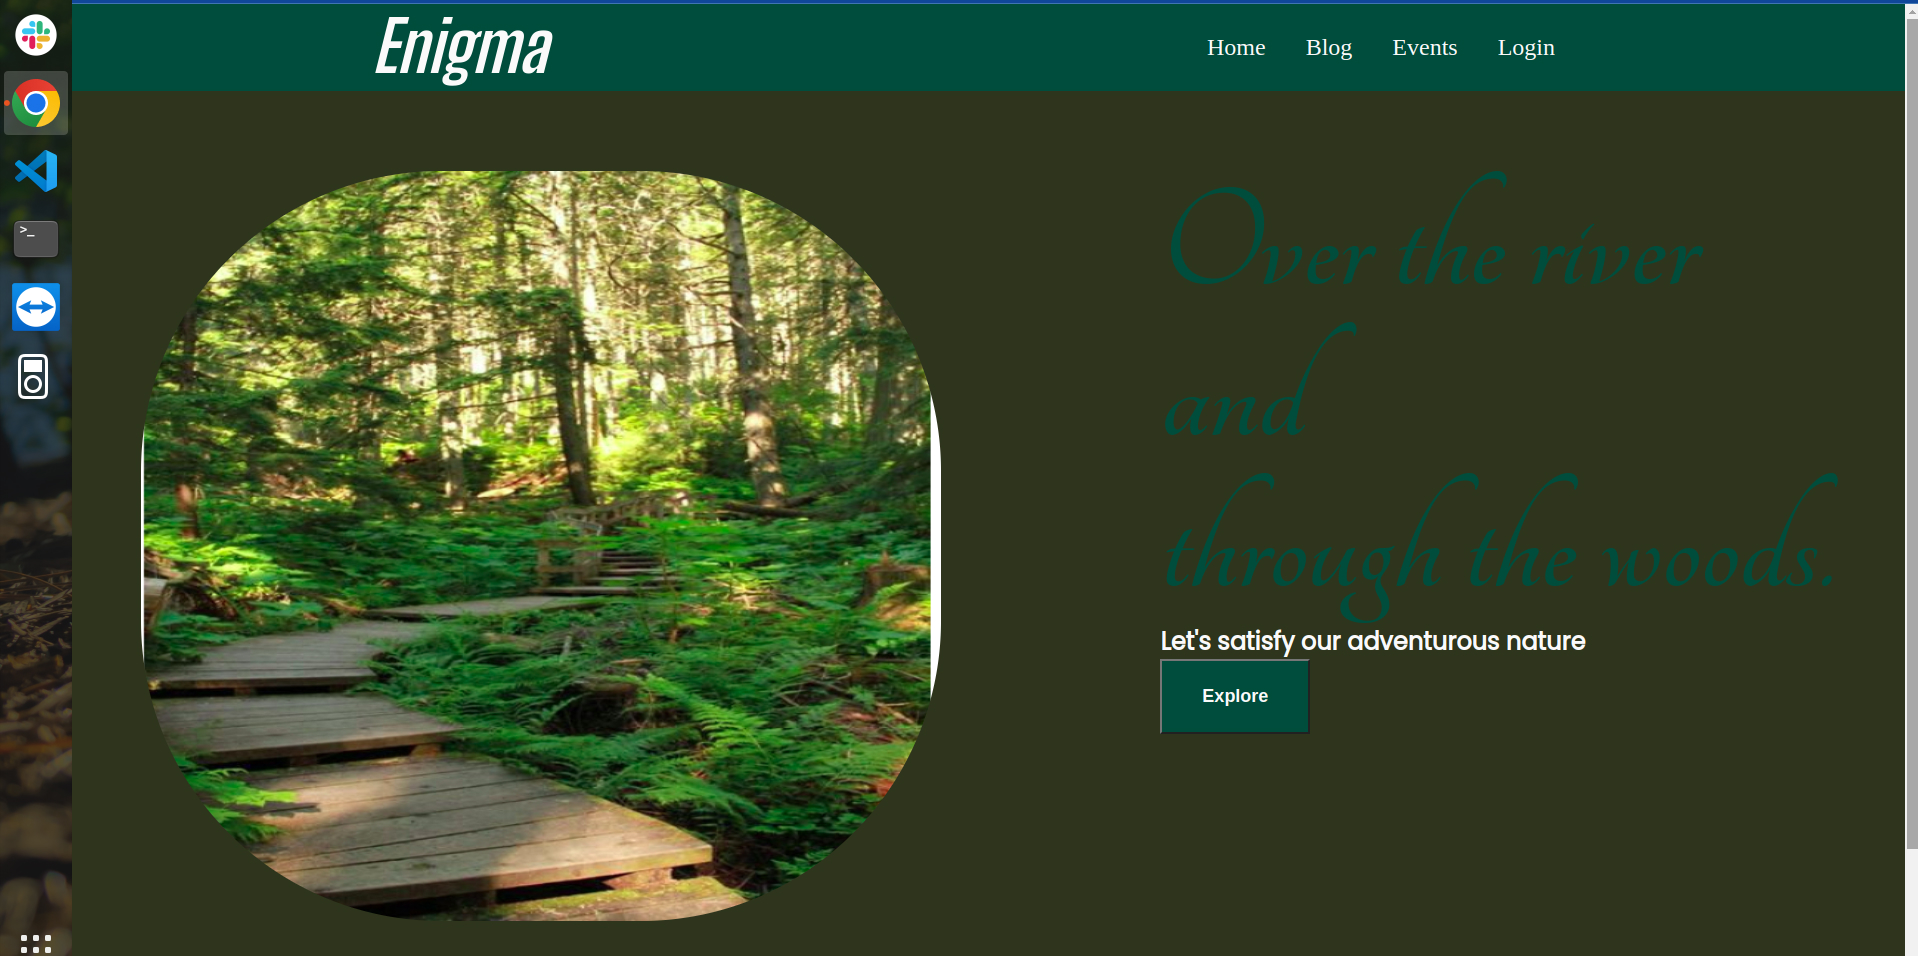 Enigma
Home Blog Events Login
Over the river
and
through the woods.
Let's satisfy our adventurous nature
Explore
>_